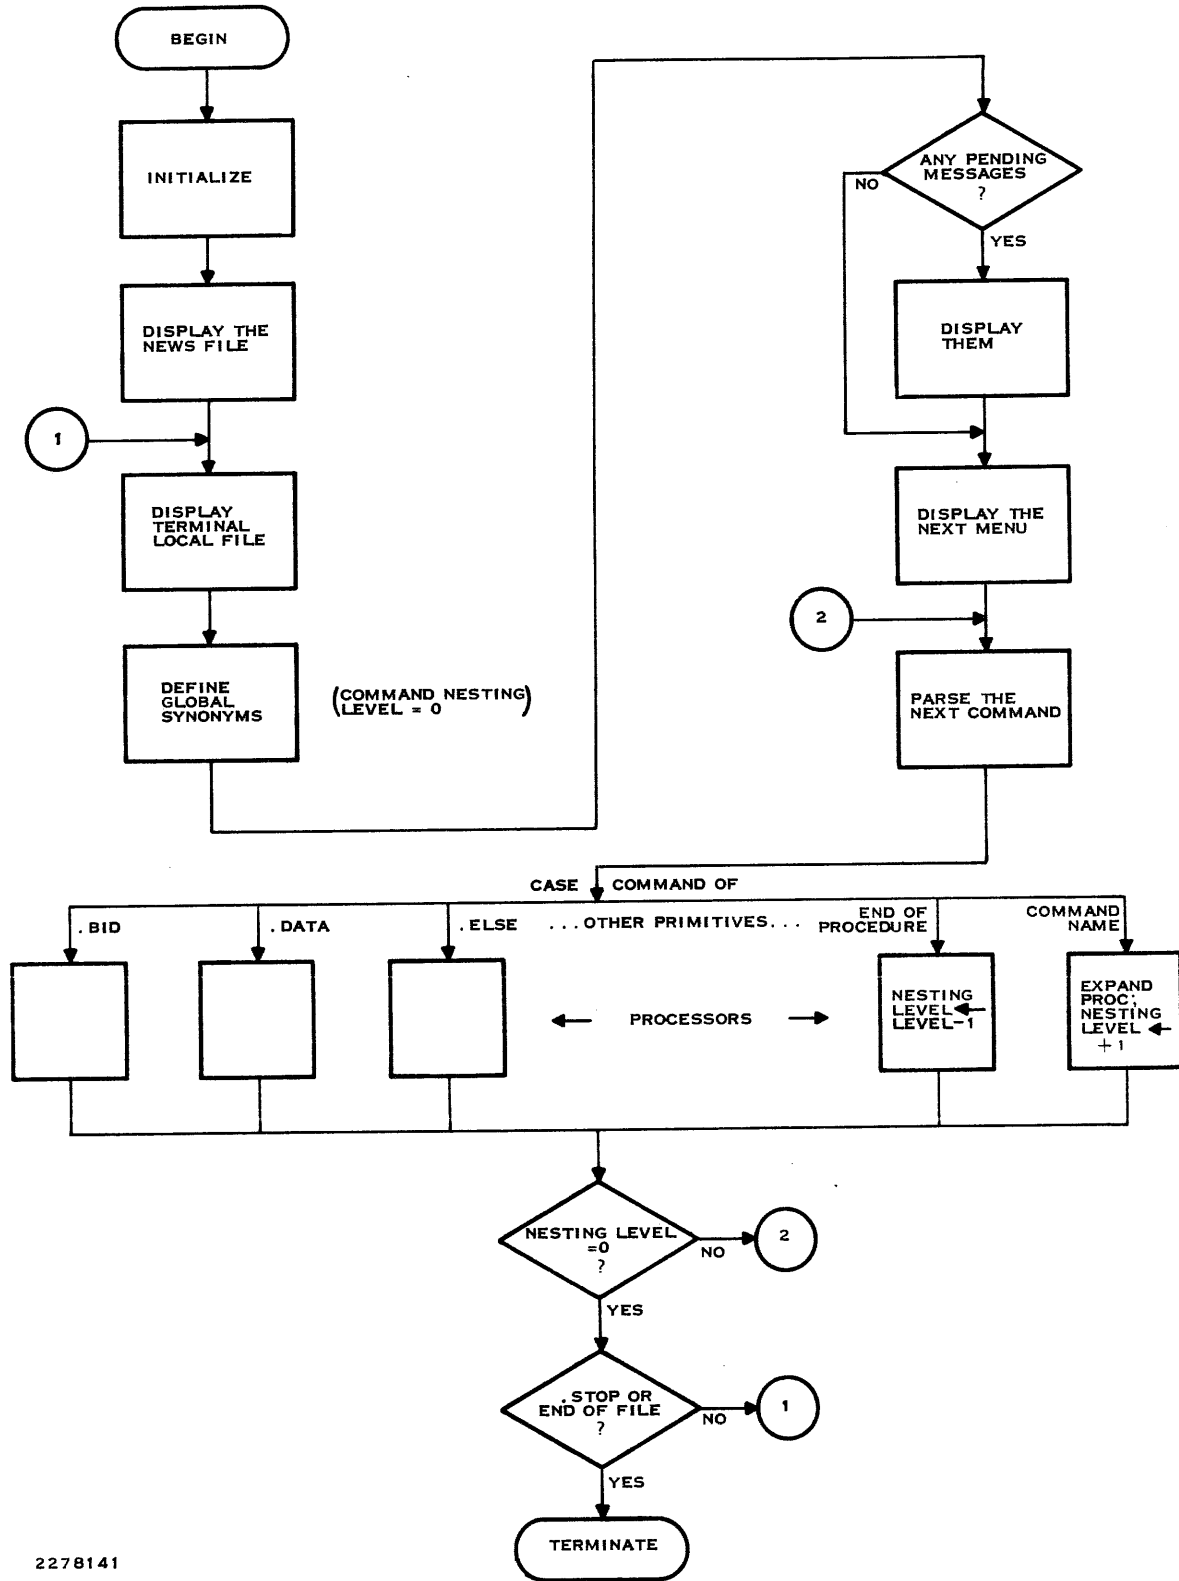 BEGIN
INITIALIZE
DISPLAY THE
NEWS FILE
1
DISPLAY
TERMINAL
LOCAL FILE
DEFINE
GLOBAL
SYNONYMS
(COMMAND NESTING
LEVEL = 0)
ANY PENDING
MESSAGES
?
NO
YES
DISPLAY
THEM
DISPLAY THE
NEXT MENU
2
PARSE THE
NEXT COMMAND
CASE COMMAND OF
.BID
.DATA
.ELSE
...OTHER PRIMITIVES...
END OF
PROCEDURE
COMMAND
NAME
← PROCESSORS →
NESTING
LEVEL ←
LEVEL-1
EXPAND
PROC;
NESTING
LEVEL ←
+1
NESTING LEVEL
=0
?
NO
2
YES
.STOP OR
END OF FILE
?
NO
1
YES
TERMINATE
2278141